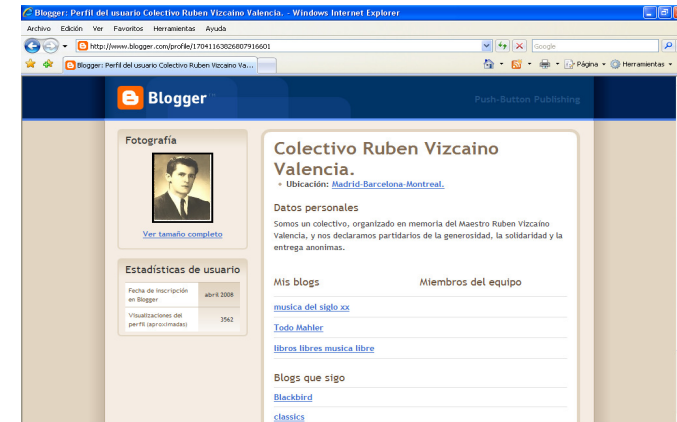 Blogger: Perfil del usuario Colectivo Ruben Vizcaino Valencia. - Windows Internet Explorer
Archivo Edición Ver Favoritos Herramientas Ayuda
http://www.blogger.com/profile/17041163826807916601
Google
Blogger: Perfil del usuario Colectivo Ruben Vizcaino Va...
Página Herramientas
Blogger
Push-Button Publishing
Fotografía
Ver tamaño completo
Estadísticas de usuario
Fecha de inscripción en Blogger abril 2008
Visualizaciones del perfil (aproximadas) 3962
Colectivo Ruben Vizcaino
Valencia.
Ubicación: Madrid-Barcelona-Montreal.
Datos personales
Somos un colectivo, organizado en memoria del Maestro Ruben Vizcaíno
Valencia, y nos declaramos partidarios de la generosidad, la solidaridad y la
entrega anonimas.
Mis blogs Miembros del equipo
musica del siglo xx
Todo Mahler
libros libres musica libre
Blogs que sigo
Blackbird
classics